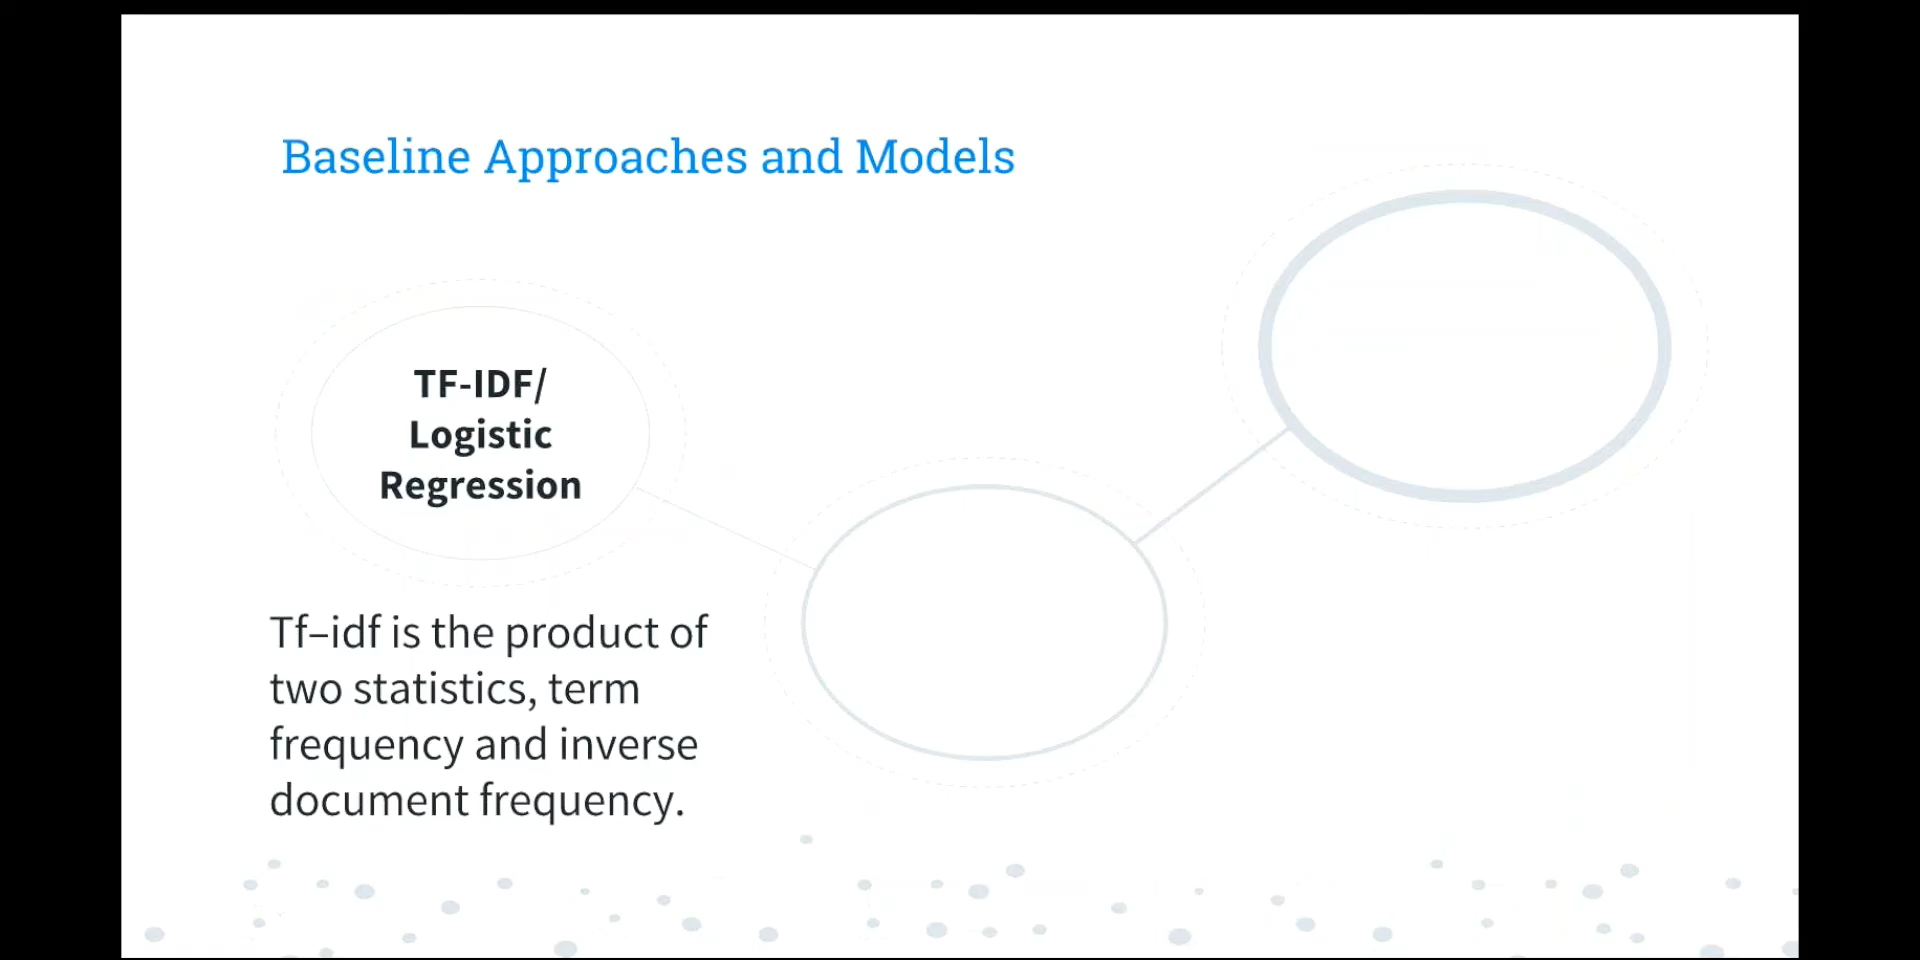 Baseline Approaches and Models
TF-IDF/
Logistic
Regression
Tf–idf is the product of
two statistics, term
frequency and inverse
document frequency.